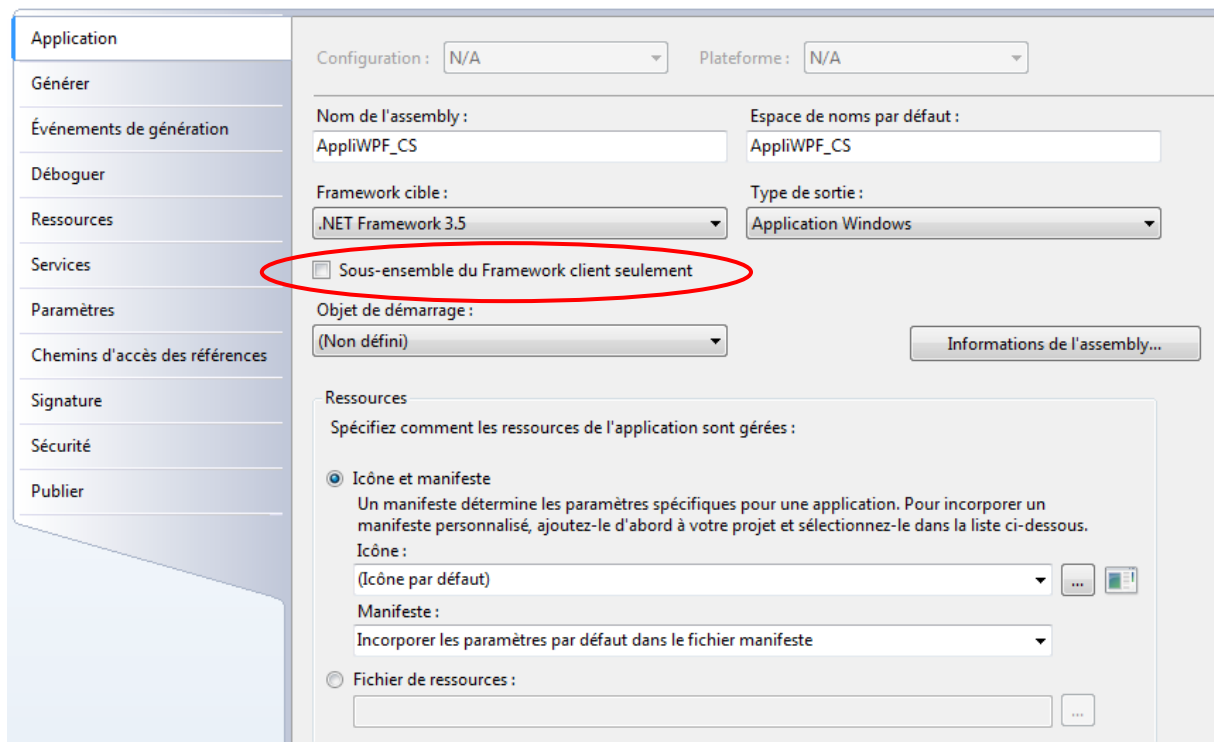 Application
Générer
Événements de génération
Déboguer
Ressources
Services
Paramètres
Chemins d'accès des références
Signature
Sécurité
Publier
Configuration : N/A Plateforme : N/A
Nom de l'assembly : Espace de noms par défaut :
AppliWPF_CS AppliWPF_CS
Framework cible : Type de sortie :
.NET Framework 3.5 Application Windows
Sous-ensemble du Framework client seulement
Objet de démarrage :
(Non défini) Informations de l'assembly...
Ressources
Spécifiez comment les ressources de l'application sont gérées :
Icône et manifeste
Un manifeste détermine les paramètres spécifiques pour une application. Pour incorporer un
manifeste personnalisé, ajoutez-le d'abord à votre projet et sélectionnez-le dans la liste ci-dessous.
Icône :
(Icône par défaut) ...
Manifeste :
Incorporer les paramètres par défaut dans le fichier manifeste
Fichier de ressources :
...